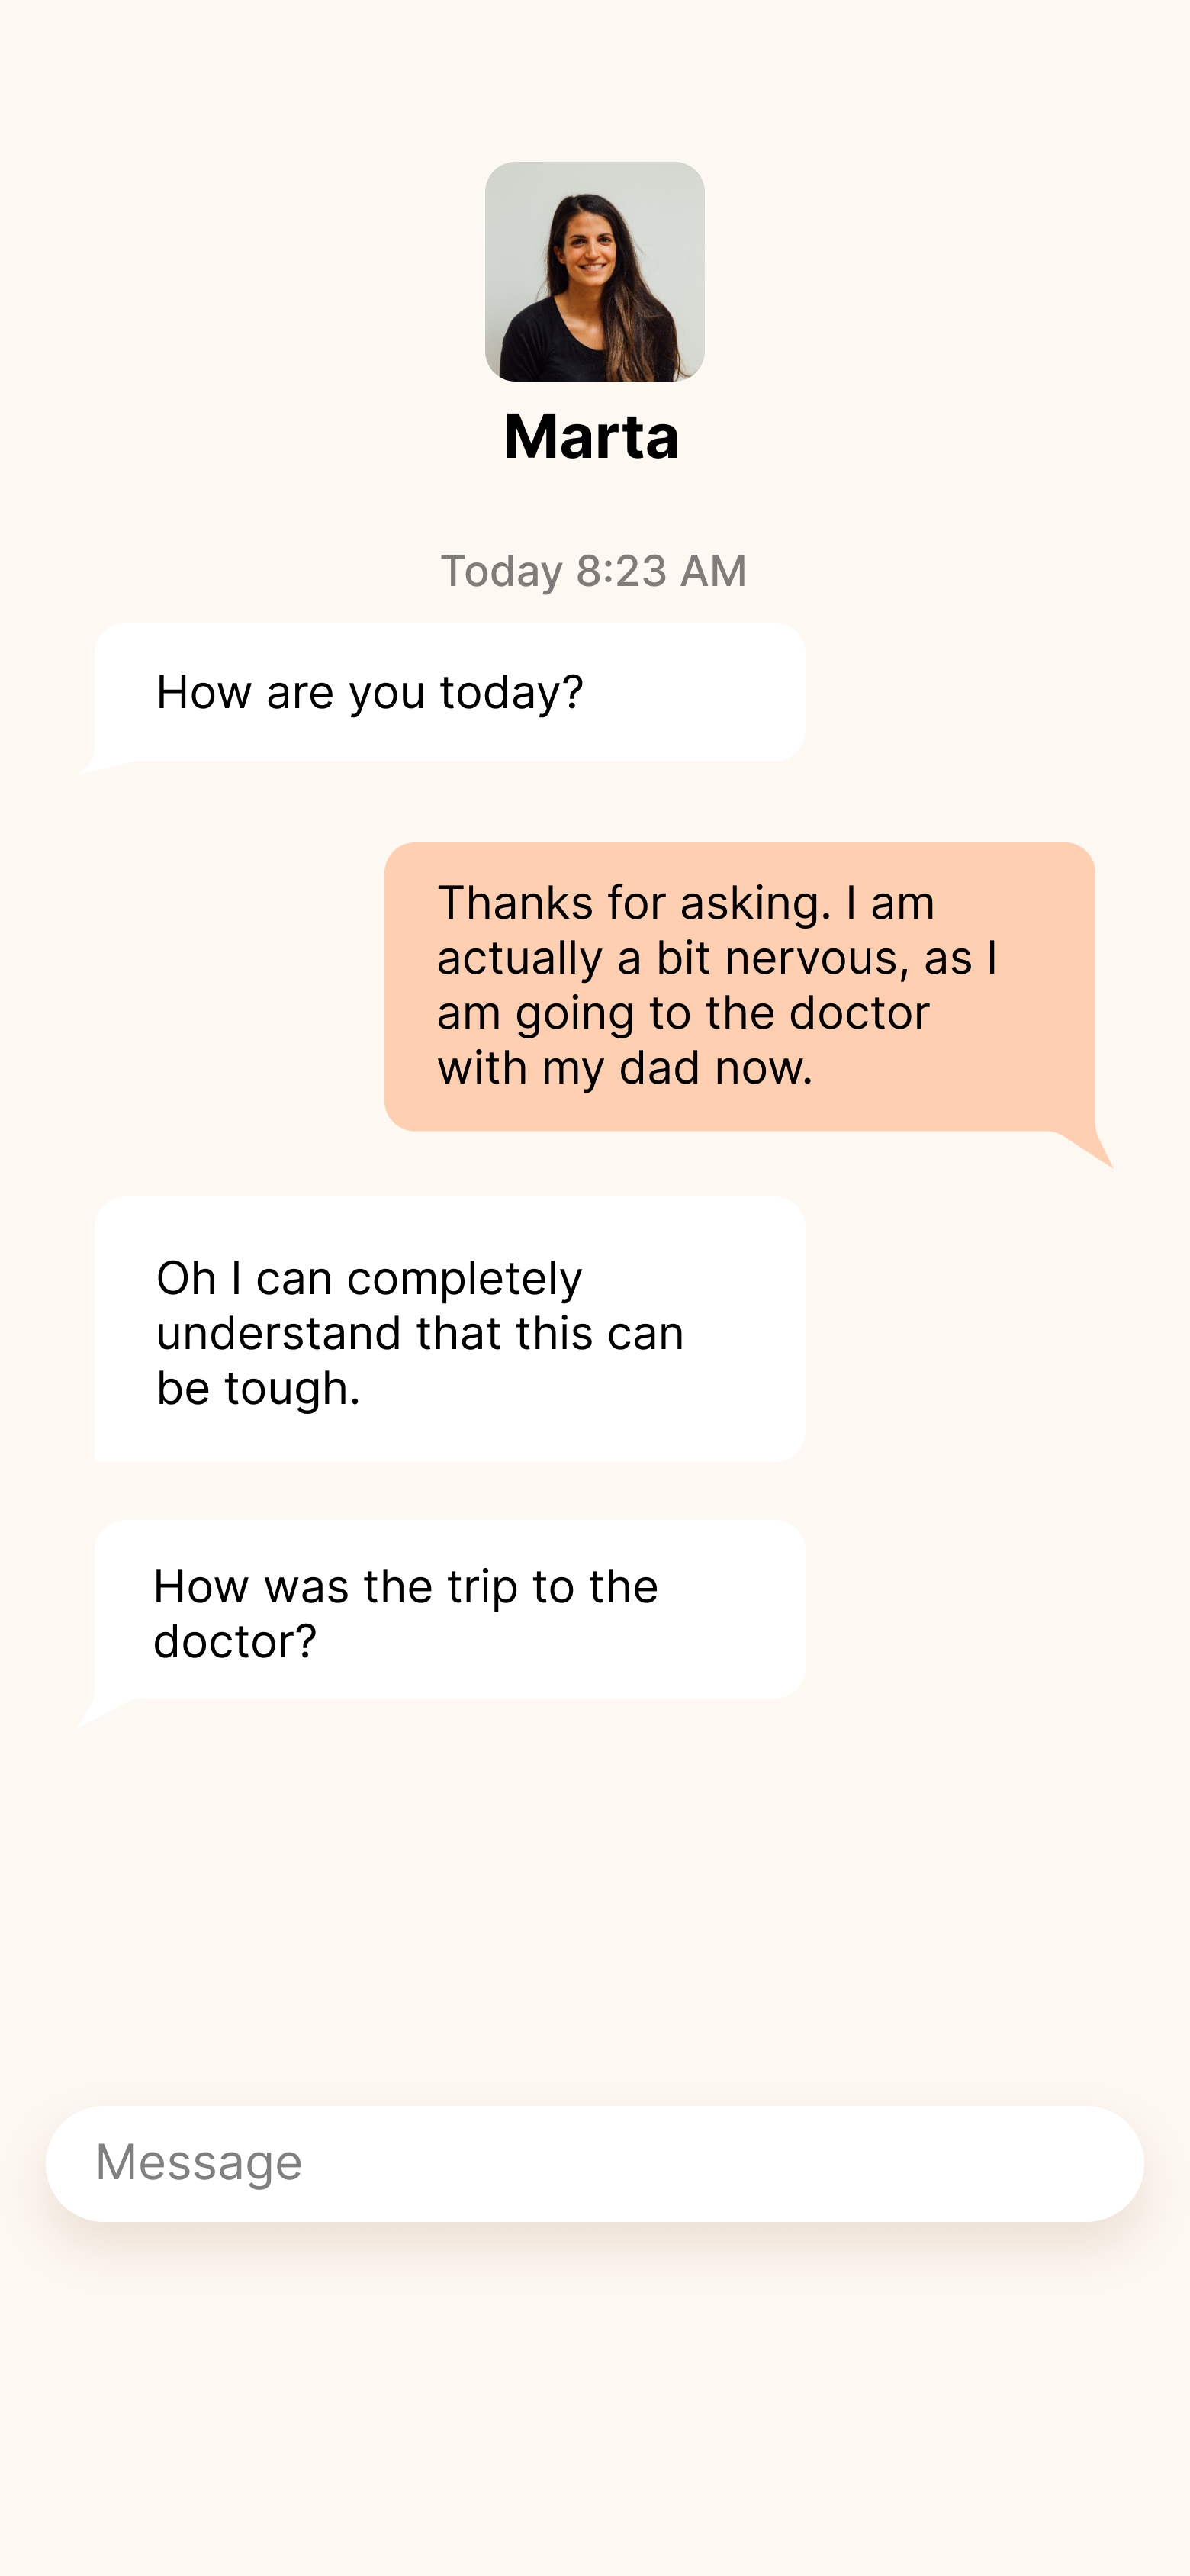 Marta
Today 8:23 AM
How are you today?
Thanks for asking. I am
actually a bit nervous, as I
am going to the doctor
with my dad now.
Oh I can completely
understand that this can
be tough.
How was the trip to the
doctor?
Message